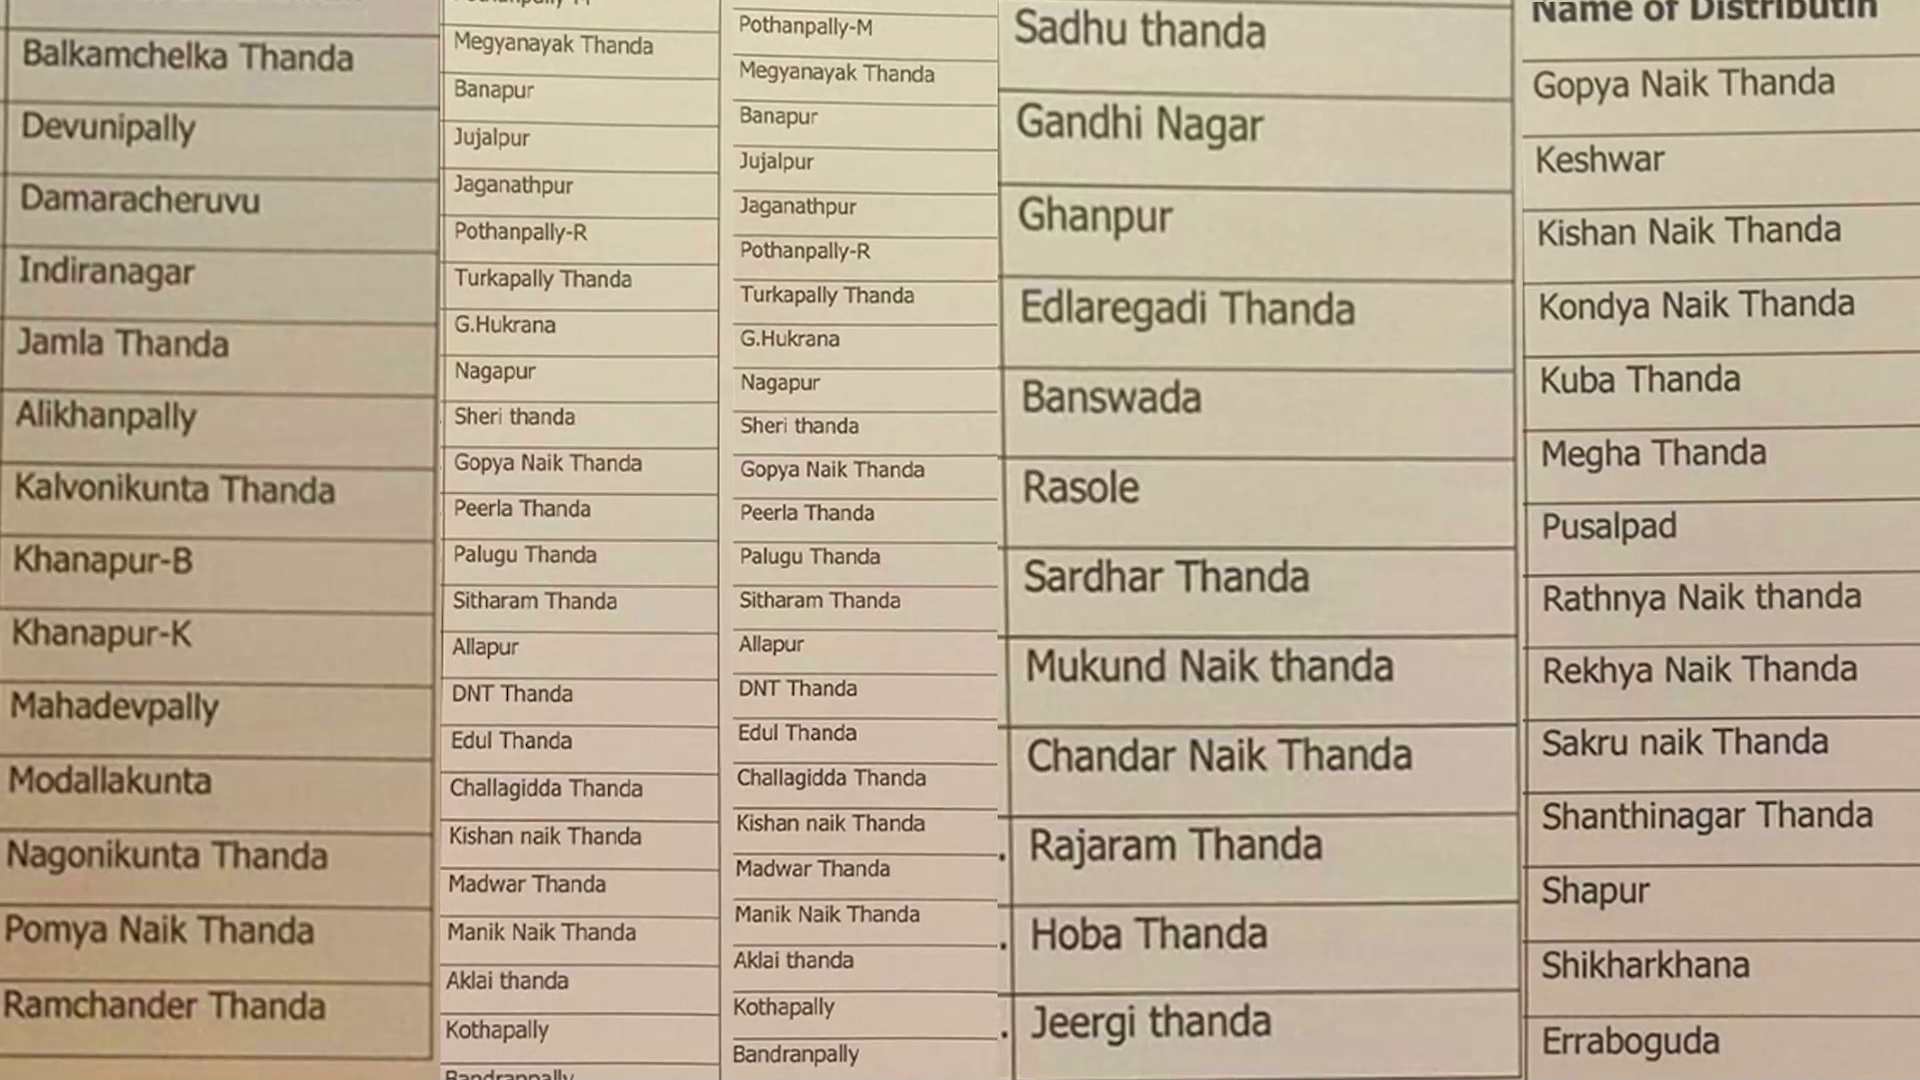 Balkamchelka Thanda
Devunipally
Damaracheruvu
Indiranagar
Jamla Thanda
Alikhanpally
Kalvonikunta Thanda
Khanapur-B
Khanapur-K
Mahadevpally
Modallakunta
Nagonikunta Thanda
Pomya Naik Thanda
Ramchander Thanda
Megyanayak Thanda
Banapur
Jujalpur
Jaganathpur
Pothanpally-R
Turkapally Thanda
G.Hukrana
Nagapur
Sheri thanda
Gopya Naik Thanda
Peerla Thanda
Palugu Thanda
Sitharam Thanda
Allapur
DNT Thanda
Edul Thanda
Challagidda Thanda
Kishan naik Thanda
Madwar Thanda
Manik Naik Thanda
Aklai thanda
Kothapally
Bandranpally
Pothanpally-M
Megyanayak Thanda
Banapur
Jujalpur
Jaganathpur
Pothanpally-R
Turkapally Thanda
G.Hukrana
Nagapur
Sheri thanda
Gopya Naik Thanda
Peerla Thanda
Palugu Thanda
Sitharam Thanda
Allapur
DNT Thanda
Edul Thanda
Challagidda Thanda
Kishan naik Thanda
Madwar Thanda
Manik Naik Thanda
Aklai thanda
Kothapally
Bandranpally
Sadhu thanda
Gandhi Nagar
Ghanpur
Edlaregadi Thanda
Banswada
Rasole
Sardhar Thanda
Mukund Naik thanda
Chandar Naik Thanda
Rajaram Thanda
Hoba Thanda
Jeergi thanda
Name of Distributin
Gopya Naik Thanda
Keshwar
Kishan Naik Thanda
Kondya Naik Thanda
Kuba Thanda
Megha Thanda
Pusalpad
Rathnya Naik thanda
Rekhya Naik Thanda
Sakru naik Thanda
Shanthinagar Thanda
Shapur
Shikharkhana
Erraboguda